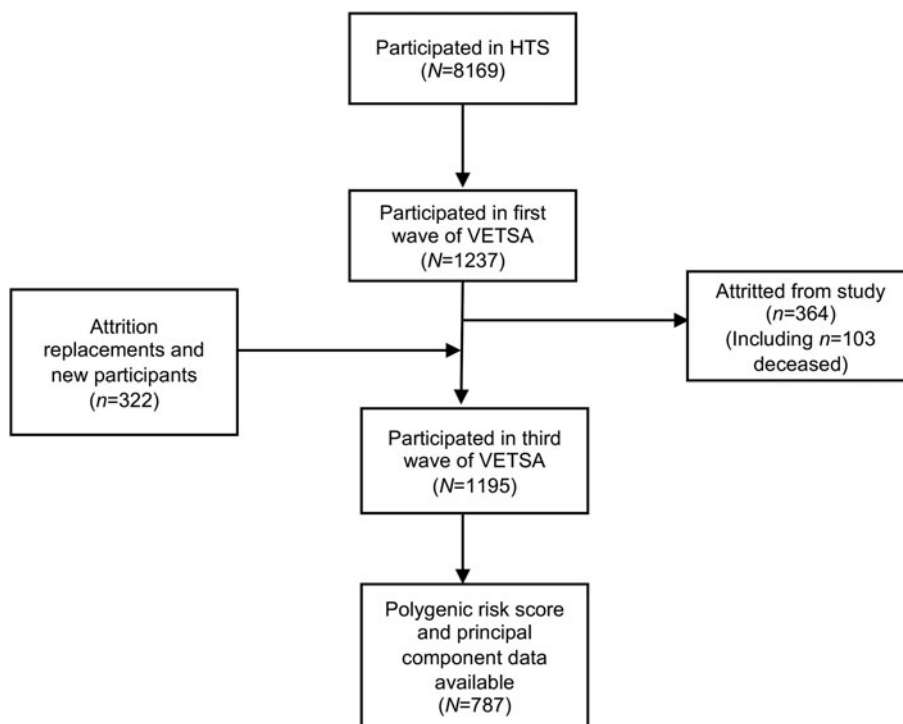 Participated in HTS
(N=8169)
Participated in first
wave of VETSA
(N=1237)
Attrition
replacements and
new participants
(n=322)
Attritted from study
(n=364)
(Including n=103
deceased)
Participated in third
wave of VETSA
(N=1195)
Polygenic risk score
and principal
component data
available
(N=787)